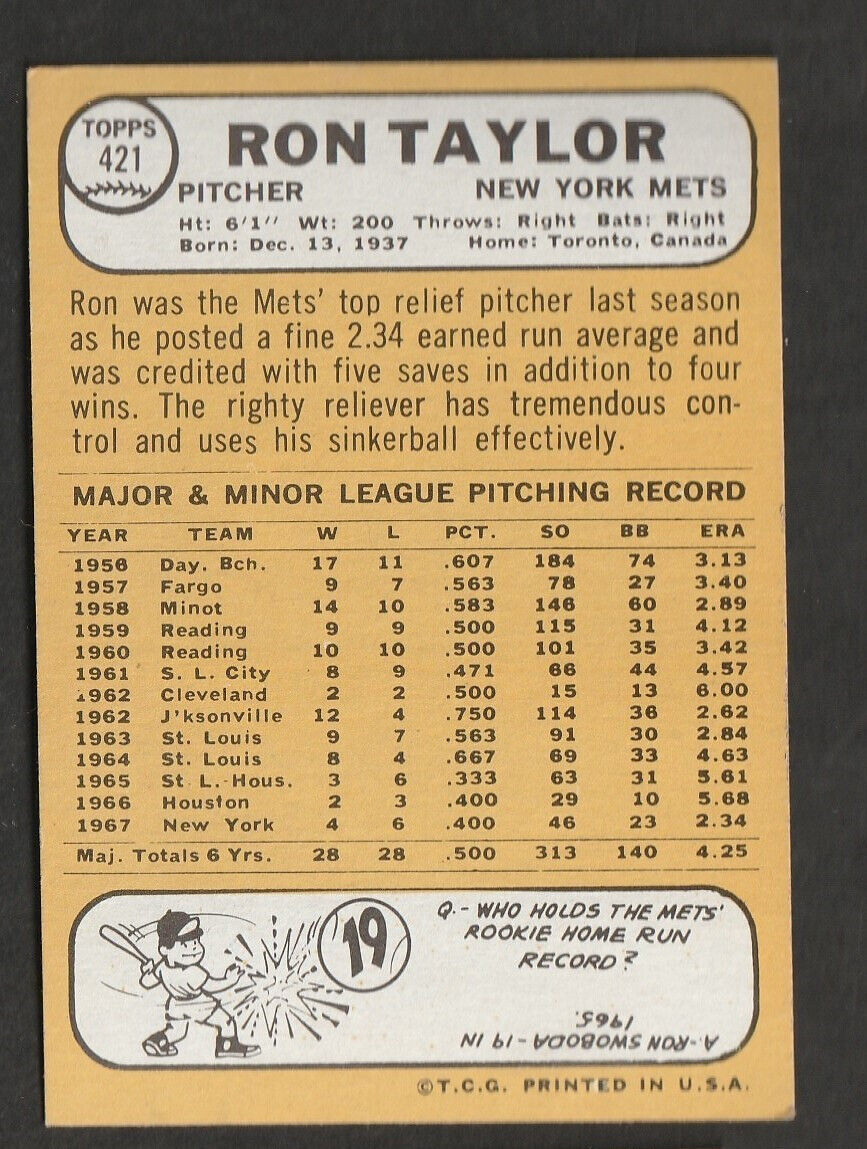 TOPPS
421
RON TAYLOR
PITCHER NEW YORK METS
Ht: 6'1" Wt: 200 Throws: Right Bats: Right
Born: Dec. 13, 1937 Home: Toronto, Canada
Ron was the Mets' top relief pitcher last season
as he posted a fine 2.34 earned run average and
was credited with five saves in addition to four
wins. The righty reliever has tremendous con-
trol and uses his sinkerball effectively.
MAJOR & MINOR LEAGUE PITCHING RECORD
YEAR TEAM W L PCT. SO BB ERA
1956 Day. Bch. 17 11 .607 184 74 3.13
1957 Fargo 9 7 .563 78 27 3.40
1958 Minot 14 10 .583 146 60 2.89
1959 Reading 9 9 .500 115 31 4.12
1960 Reading 10 10 .500 101 35 3.42
1961 S. L. City 8 9 .471 66 44 4.57
1962 Cleveland 2 2 .500 15 13 6.00
1962 J'ksonville 12 4 .750 114 36 2.62
1963 St. Louis 9 7 .563 91 30 2.84
1964 St. Louis 8 4 .667 69 33 4.63
1965 St. L.-Hous. 3 6 .333 63 31 5.61
1966 Houston 2 3 .400 29 10 5.68
1967 New York 4 6 .400 46 23 2.34
Maj. Totals 6 Yrs. 28 28 .500 313 140 4.25
19
Q.- WHO HOLDS THE METS'
ROOKIE HOME RUN
RECORD?
A.- RON SWOBODA - 19 IN
1965.
©T.C.G. PRINTED IN U.S.A.